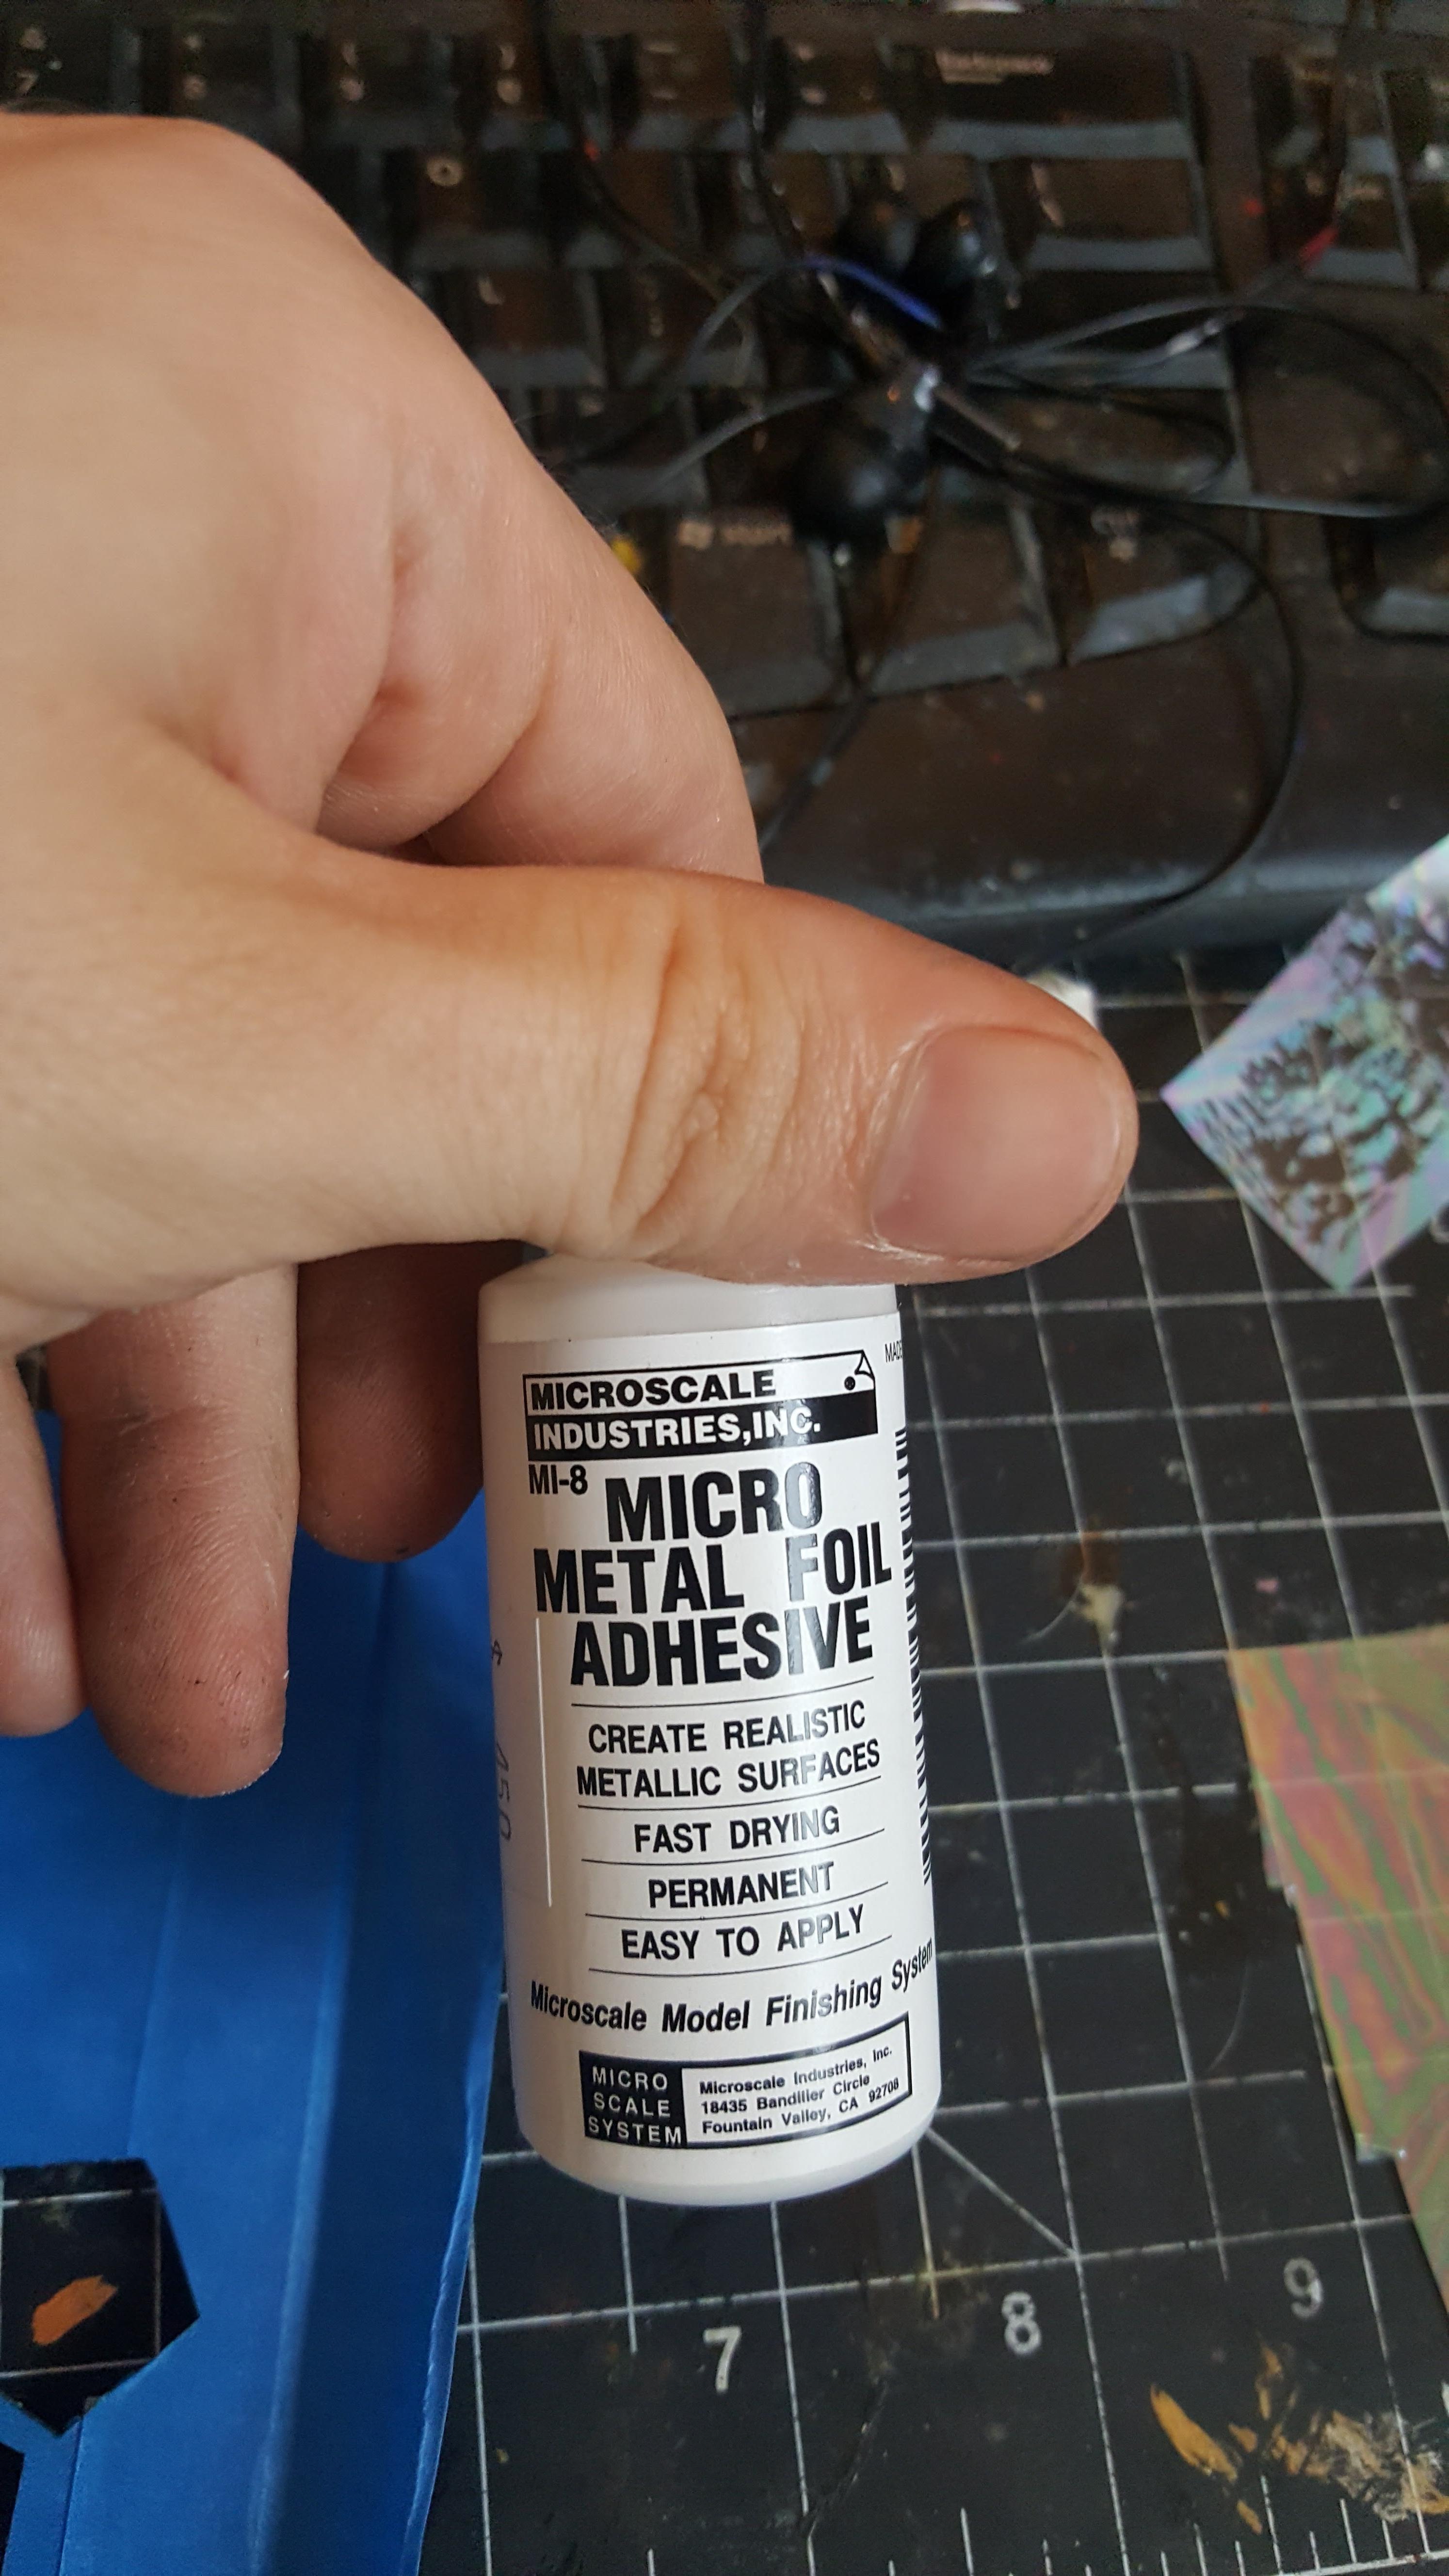 start
MADE
MICROSCALE
INDUSTRIES,INC.
MI-8 MICRO
METAL FOIL
ADHESIVE
CREATE REALISTIC
METALLIC SURFACES
FAST DRYING
PERMANENT
EASY TO APPLY
Microscale Model Finishing System
MICRO
SCALE
SYSTEM
Microscale Industries, Inc.
18435 Bandilier Circle
Fountain Valley, CA 92708
7
8
9